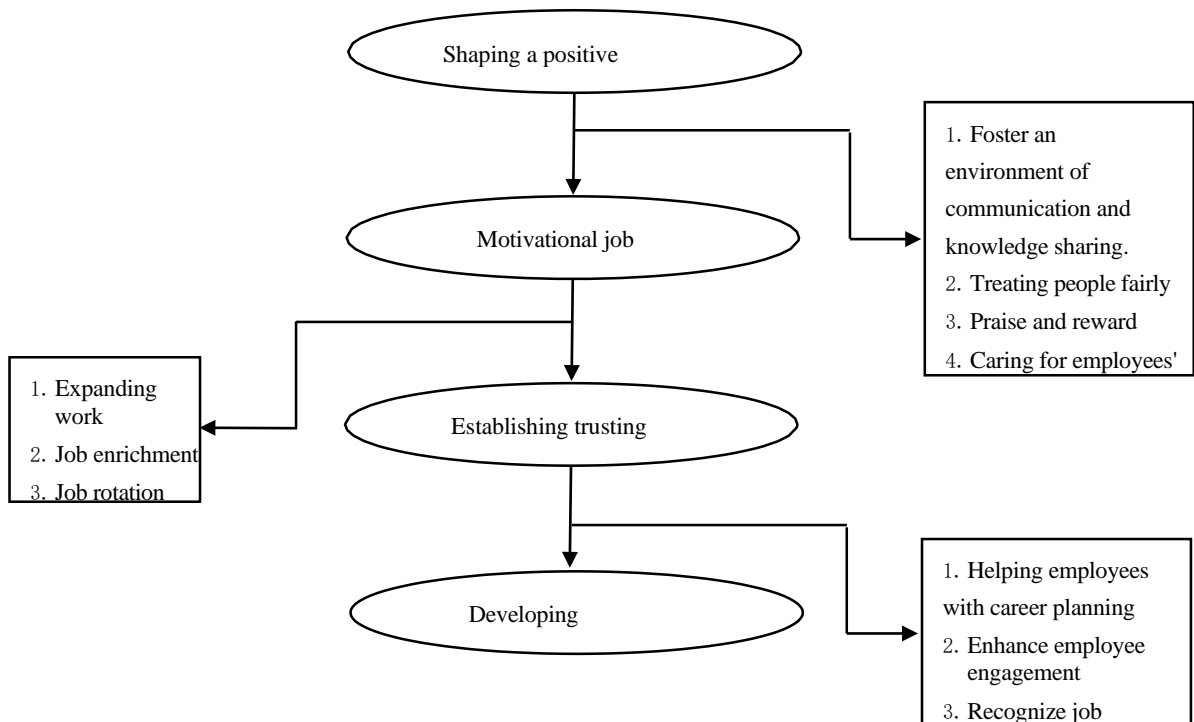 Shaping a positive
1. Foster an
environment of
communication and
knowledge sharing.
2. Treating people fairly
3. Praise and reward
4. Caring for employees'
Motivational job
1. Expanding
work
2. Job enrichment
3. Job rotation
Establishing trusting
1. Helping employees
with career planning
2. Enhance employee
engagement
3. Recognize job
Developing